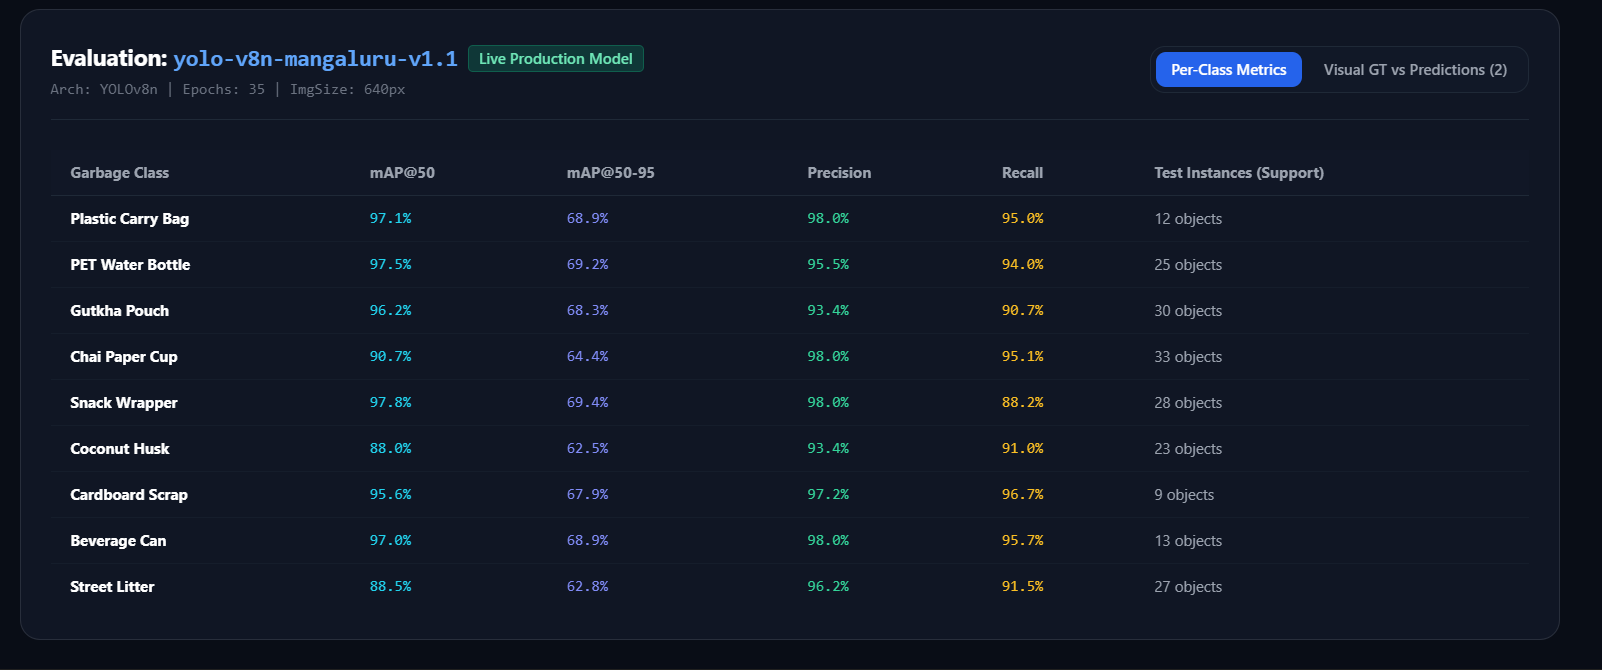 Evaluation: yolo-v8n-mangaluru-v1.1 Live Production Model
Arch: YOLOv8n | Epochs: 35 | ImgSize: 640px
Per-Class Metrics Visual GT vs Predictions (2)
Garbage Class mAP@50 mAP@50-95 Precision Recall Test Instances (Support)
Plastic Carry Bag 97.1% 68.9% 98.0% 95.0% 12 objects
PET Water Bottle 97.5% 69.2% 95.5% 94.0% 25 objects
Gutkha Pouch 96.2% 68.3% 93.4% 90.7% 30 objects
Chai Paper Cup 90.7% 64.4% 98.0% 95.1% 33 objects
Snack Wrapper 97.8% 69.4% 98.0% 88.2% 28 objects
Coconut Husk 88.0% 62.5% 93.4% 91.0% 23 objects
Cardboard Scrap 95.6% 67.9% 97.2% 96.7% 9 objects
Beverage Can 97.0% 68.9% 98.0% 95.7% 13 objects
Street Litter 88.5% 62.8% 96.2% 91.5% 27 objects